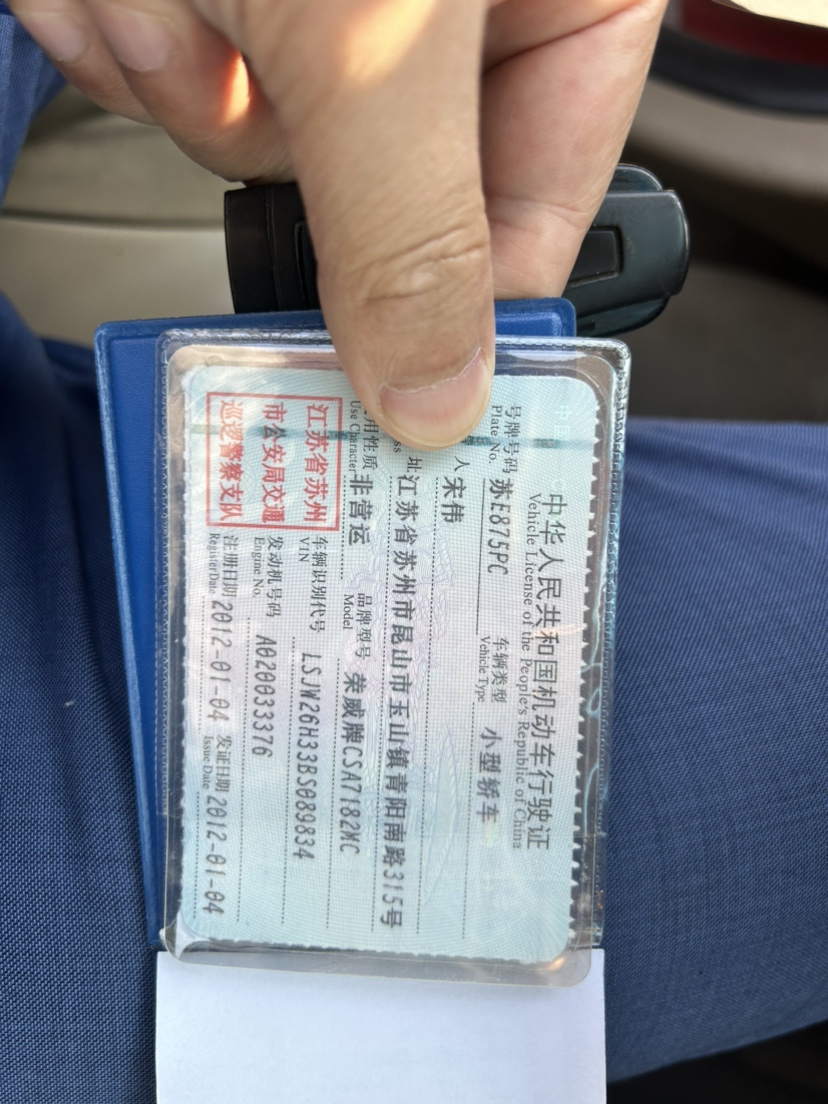 中华人民共和国机动车行驶证
Vehicle License of the People's Republic of China
号牌号码 苏E875PC 车辆类型 小型轿车
Plate No. Vehicle Type
人 宋伟
址 江苏省苏州市昆山市玉山镇青阳南路315号
ss
用性质 非营运 品牌型号 荣威牌CSA7182MC
Use Character Model
江苏省苏州
市公安局交通
巡逻警察支队
车辆识别代号 LSJW26H33BS089834
VIN
发动机号码 A020033376
Engine No.
注册日期 2012-01-04 发证日期 2012-01-04
Register Date Issue Date